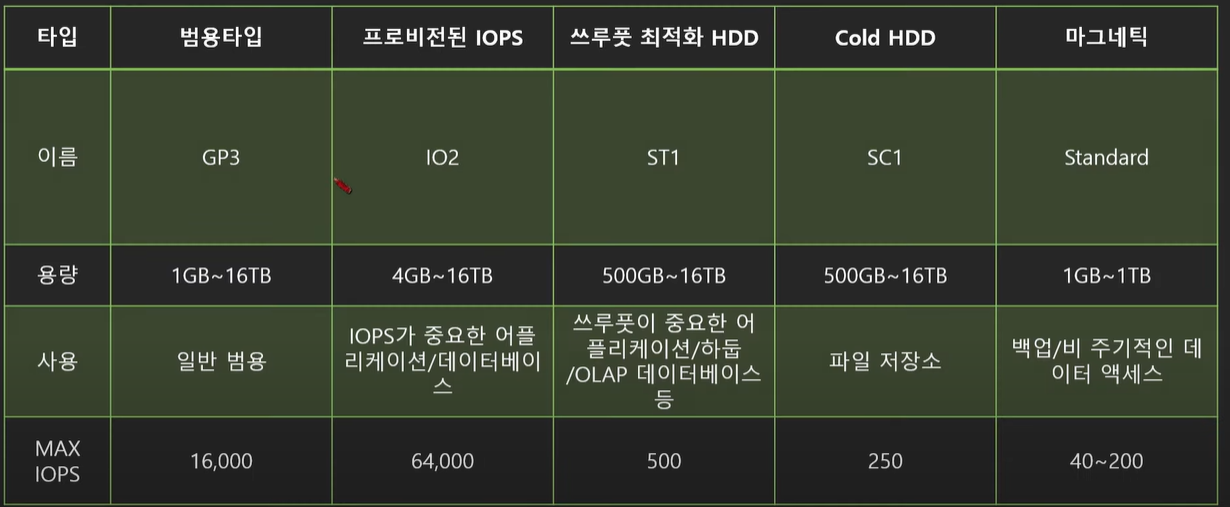 타입 범용타입 프로비전된 IOPS 쓰루풋 최적화 HDD Cold HDD 마그네틱
이름 GP3 IO2 ST1 SC1 Standard
용량 1GB~16TB 4GB~16TB 500GB~16TB 500GB~16TB 1GB~1TB
사용
일반 범용
IOPS가 중요한 어플
리케이션/데이터베이
스
쓰루풋이 중요한 어
플리케이션/하둡
/OLAP 데이터베이스
등
파일 저장소
백업/비 주기적인 데
이터 액세스
MAX
IOPS
16,000 64,000 500 250 40~200